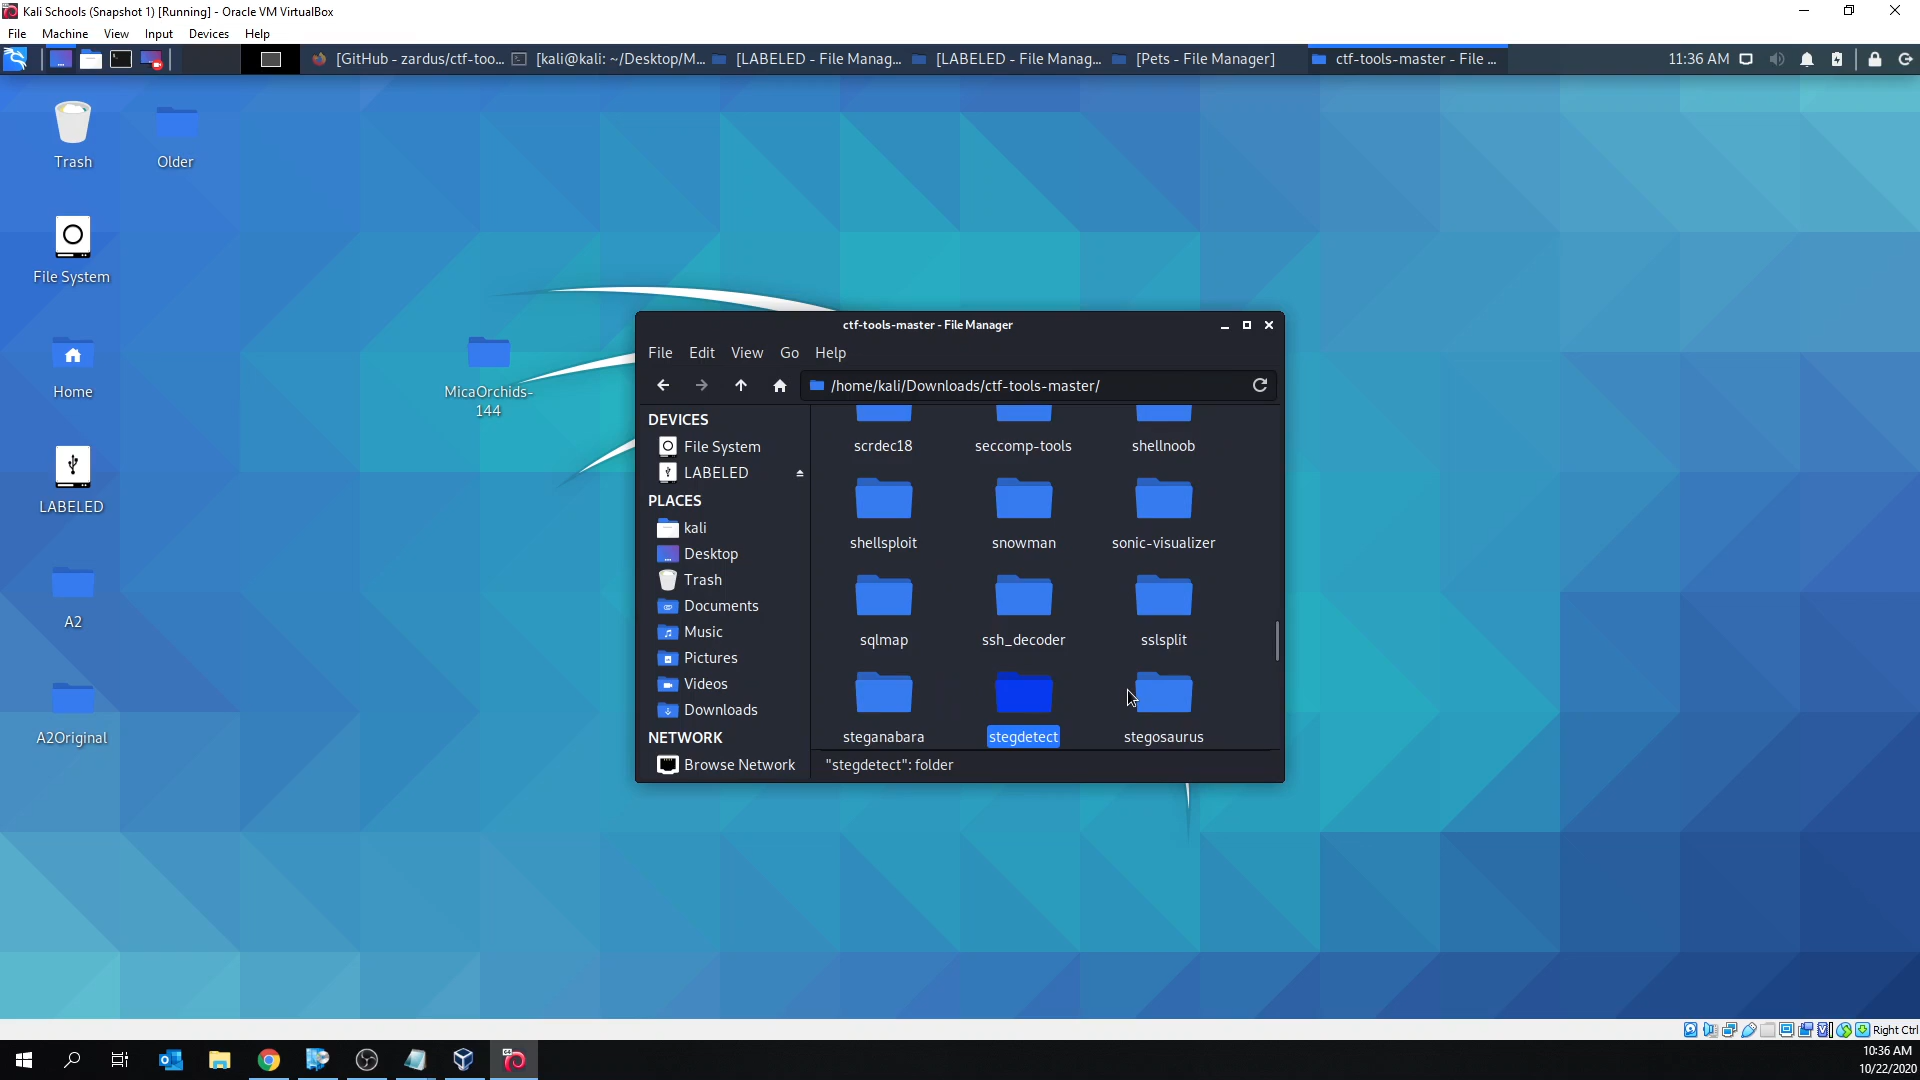 Kali Schools (Snapshot 1) [Running] - Oracle VM VirtualBox
File Machine View Input Devices Help
[GitHub - zardus/ctf-too... [kali@kali: ~/Desktop/M... [LABELED - File Manag... [LABELED - File Manag... [Pets - File Manager] ctf-tools-master - File ... 11:36 AM
Trash
Older
File System
Home
MicaOrchids-
144
LABELED
A2
A2Original
ctf-tools-master - File Manager
File Edit View Go Help
/home/kali/Downloads/ctf-tools-master/
DEVICES
File System
LABELED
PLACES
kali
Desktop
Trash
Documents
Music
Pictures
Videos
Downloads
NETWORK
Browse Network
scrdec18 seccomp-tools shellnoob
shellsploit snowman sonic-visualizer
sqlmap ssh_decoder sslsplit
steganabara stegdetect stegosaurus
"stegdetect": folder
Right Ctrl
10:36 AM
10/22/2020